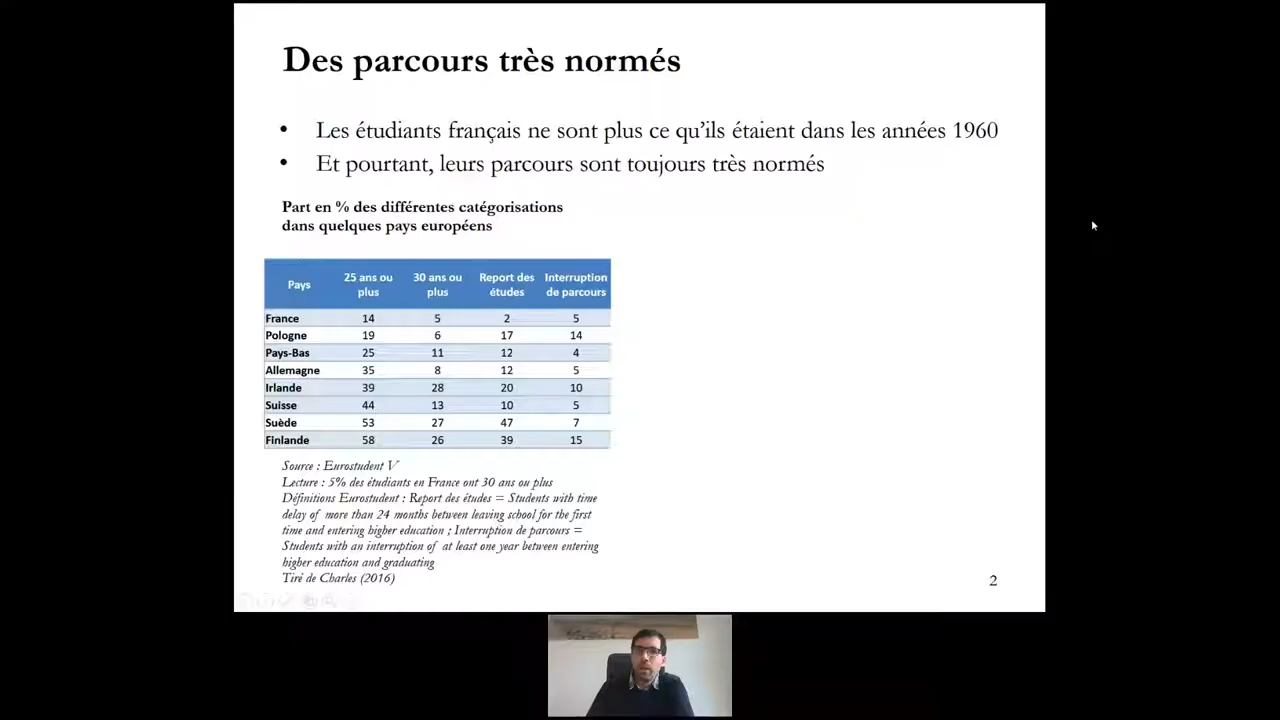 Des parcours très normés
• Les étudiants français ne sont plus ce qu'ils étaient dans les années 1960
• Et pourtant, leurs parcours sont toujours très normés
Part en % des différentes catégorisations
dans quelques pays européens
Pays 25 ans ou plus 30 ans ou plus Report des études Interruption de parcours
France 14 5 2 5
Pologne 19 6 17 14
Pays-Bas 25 11 12 4
Allemagne 35 8 12 5
Irlande 39 28 20 10
Suisse 44 13 10 5
Suède 53 27 47 7
Finlande 58 26 39 15
Source : Eurostudent V
Lecture : 5% des étudiants en France ont 30 ans ou plus
Définitions Eurostudent : Report des études = Students with time
delay of more than 24 months between leaving school for the first
time and entering higher education ; Interruption de parcours =
Students with an interruption of at least one year between entering
higher education and graduating
Tiré de Charles (2016)
2